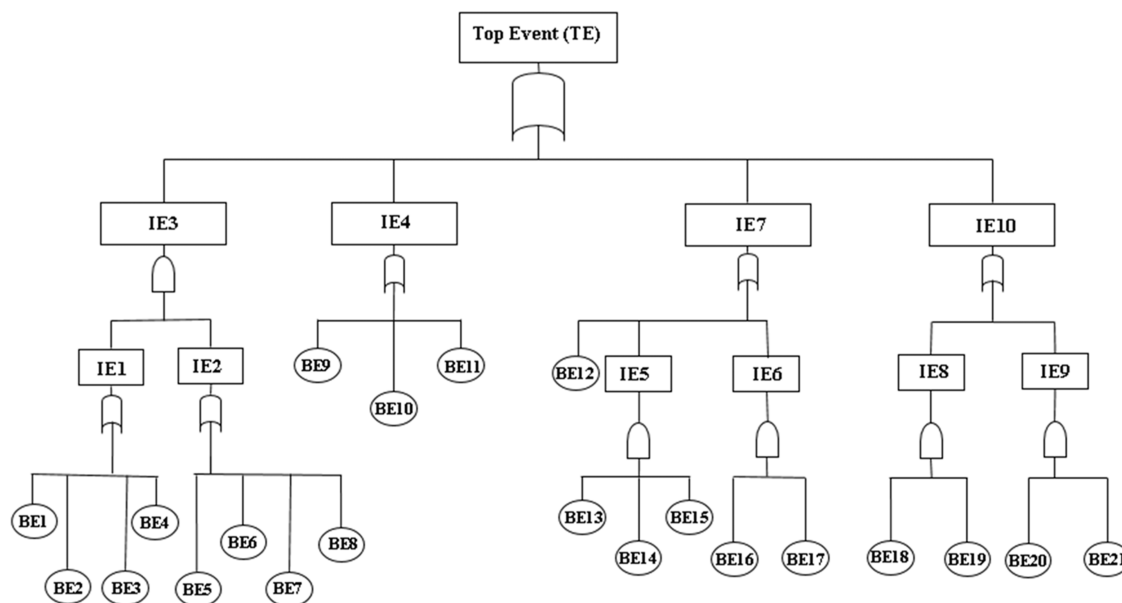 Top Event (TE)
IE3
IE4
IE7
IE10
IE1
IE2
BE9
BE10
BE11
BE12
IE5
IE6
IE8
IE9
BE1
BE2
BE3
BE4
BE5
BE6
BE7
BE8
BE13
BE14
BE15
BE16
BE17
BE18
BE19
BE20
BE21